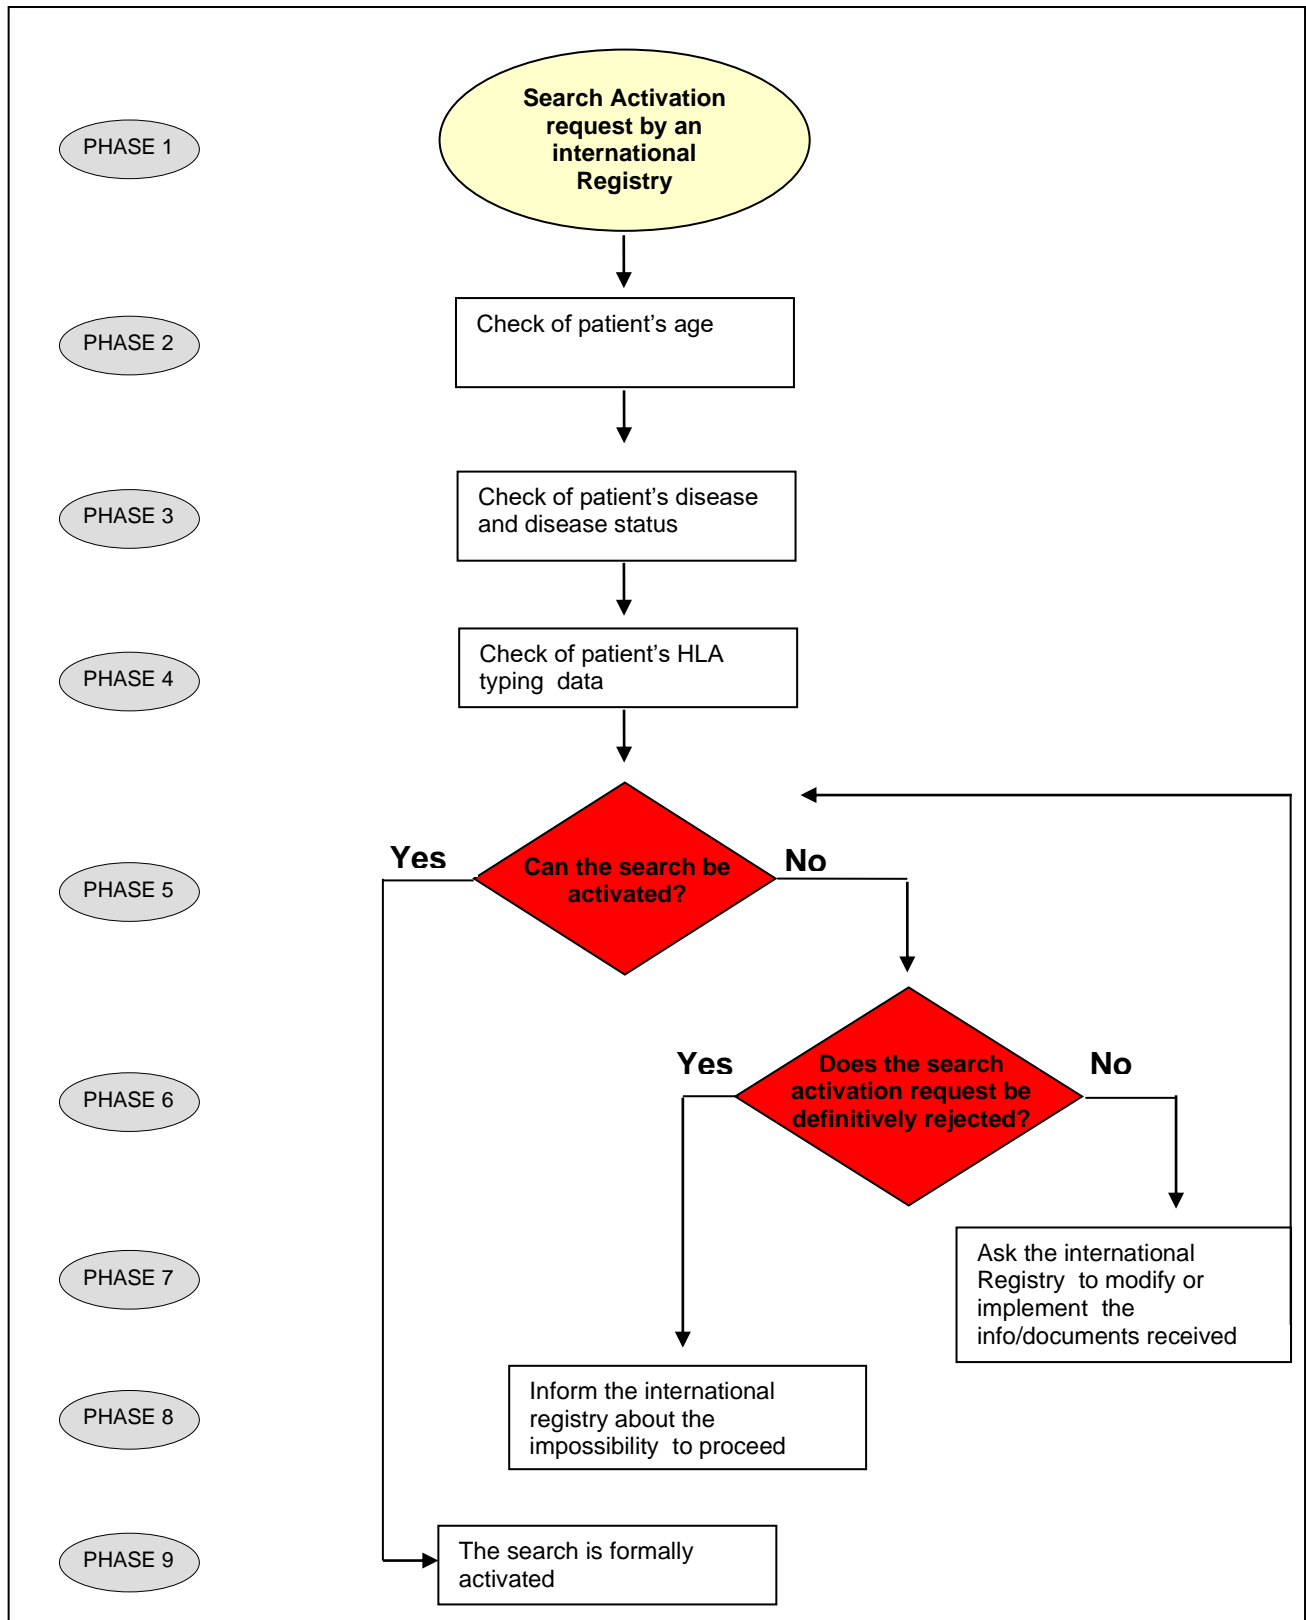 PHASE 1
Search Activation
request by an
international
Registry
PHASE 2
Check of patient’s age
PHASE 3
Check of patient’s disease
and disease status
PHASE 4
Check of patient’s HLA
typing data
PHASE 5
Yes
Can the search be
activated?
No
PHASE 6
Yes
Does the search
activation request be
definitively rejected?
No
PHASE 7
Ask the international
Registry to modify or
implement the
info/documents received
PHASE 8
Inform the international
registry about the
impossibility to proceed
PHASE 9
The search is formally
activated